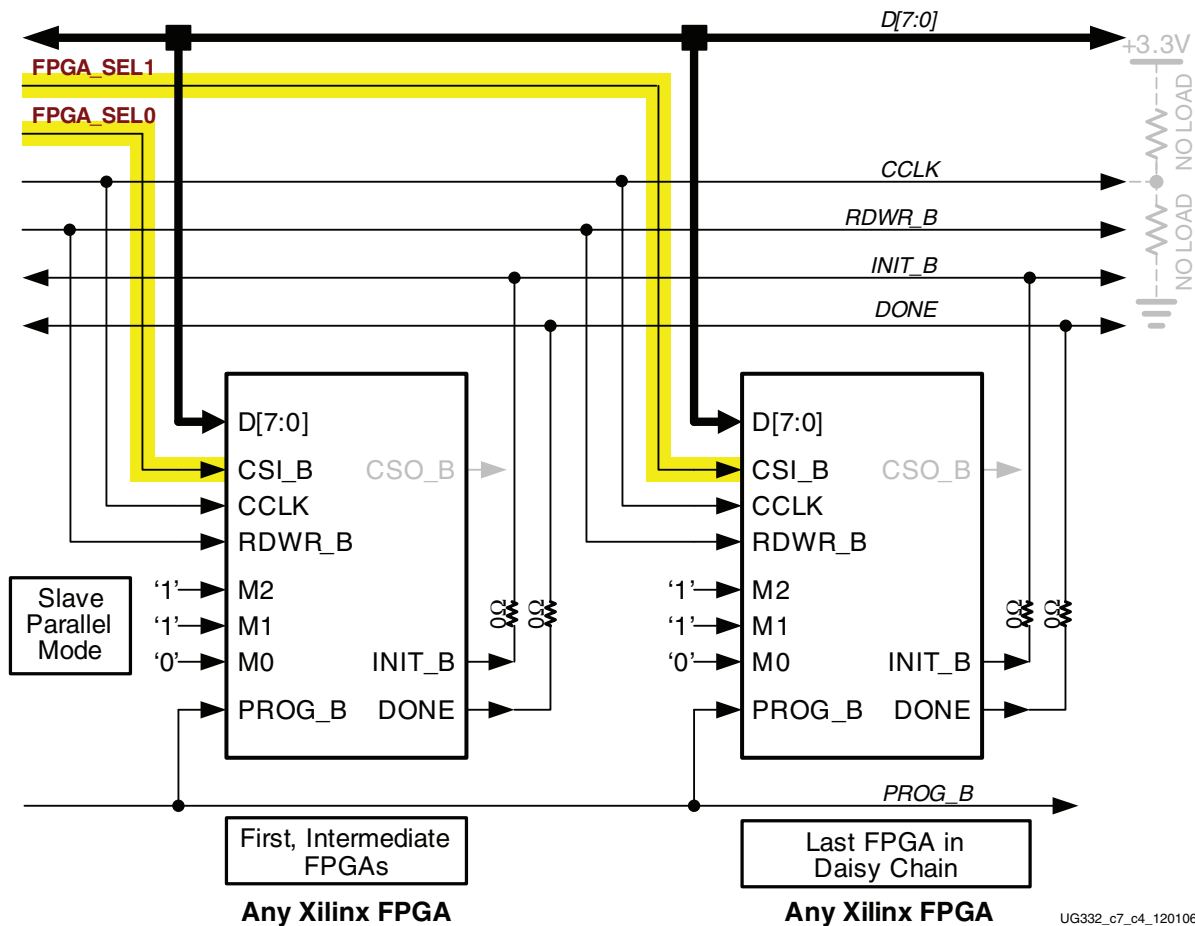 D[7:0]
+3.3V
FPGA_SEL1
FPGA_SEL0
NO LOAD
CCLK
RDWR_B
NO LOAD
INIT_B
DONE
D[7:0]
CSI_B
CSO_B
CCLK
RDWR_B
Slave
Parallel
Mode
'1'
M2
'1'
M1
'0'
M0
INIT_B
PROG_B
DONE
0Ω
0Ω
D[7:0]
CSI_B
CSO_B
CCLK
RDWR_B
'1'
M2
'1'
M1
'0'
M0
INIT_B
PROG_B
DONE
0Ω
0Ω
PROG_B
First, Intermediate
FPGAs
Last FPGA in
Daisy Chain
Any Xilinx FPGA
Any Xilinx FPGA
UG332_c7_c4_120106